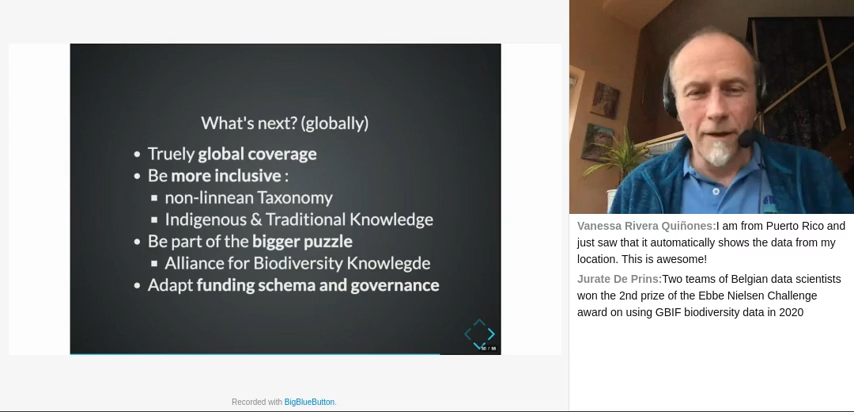 What's next? (globally)
Truely global coverage
Be more inclusive :
non-linnean Taxonomy
Indigenous & Traditional Knowledge
Be part of the bigger puzzle
Alliance for Biodiversity Knowlegde
Adapt funding schema and governance
Recorded with BigBlueButton.
Vanessa Rivera Quiñones:I am from Puerto Rico and
just saw that it automatically shows the data from my
location. This is awesome!
Jurate De Prins:Two teams of Belgian data scientists
won the 2nd prize of the Ebbe Nielsen Challenge
award on using GBIF biodiversity data in 2020